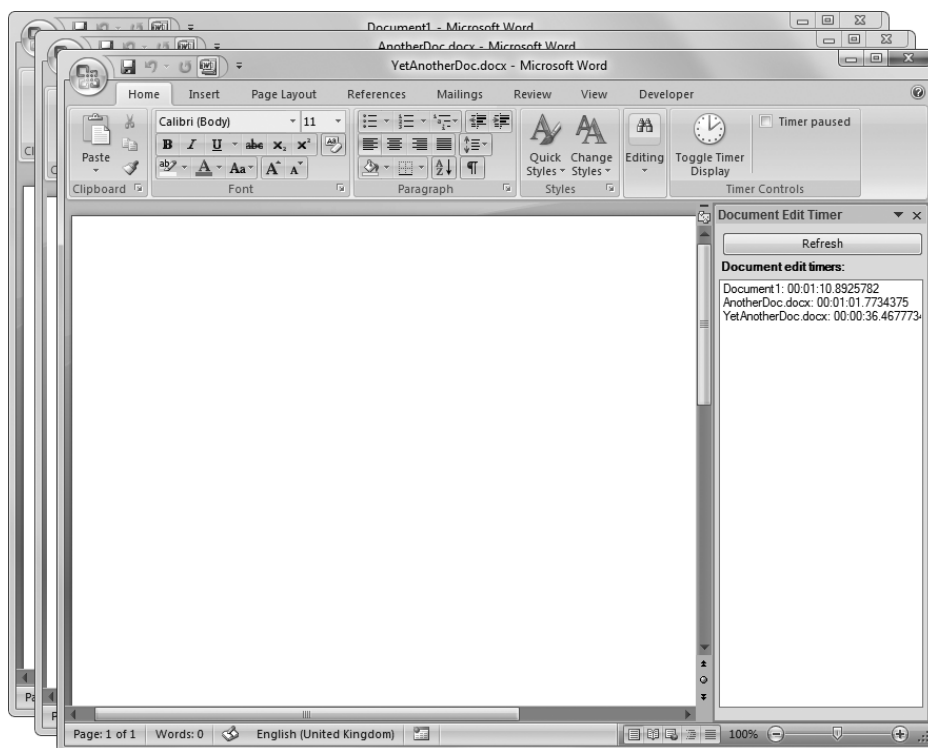 Document1 - Microsoft Word
AnotherDoc.docx - Microsoft Word
YetAnotherDoc.docx - Microsoft Word
Home Insert Page Layout References Mailings Review View Developer
Calibri (Body) 11
Timer paused
Paste
Quick Styles
Change Styles
Editing
Toggle Timer Display
Clipboard Font Paragraph Styles Timer Controls
Document Edit Timer
Refresh
Document edit timers:
Document1: 00:01:10.8925782
AnotherDoc.docx: 00:01:01.7734375
YetAnotherDoc.docx: 00:00:36.467773
Page: 1 of 1 Words: 0 English (United Kingdom) 100%